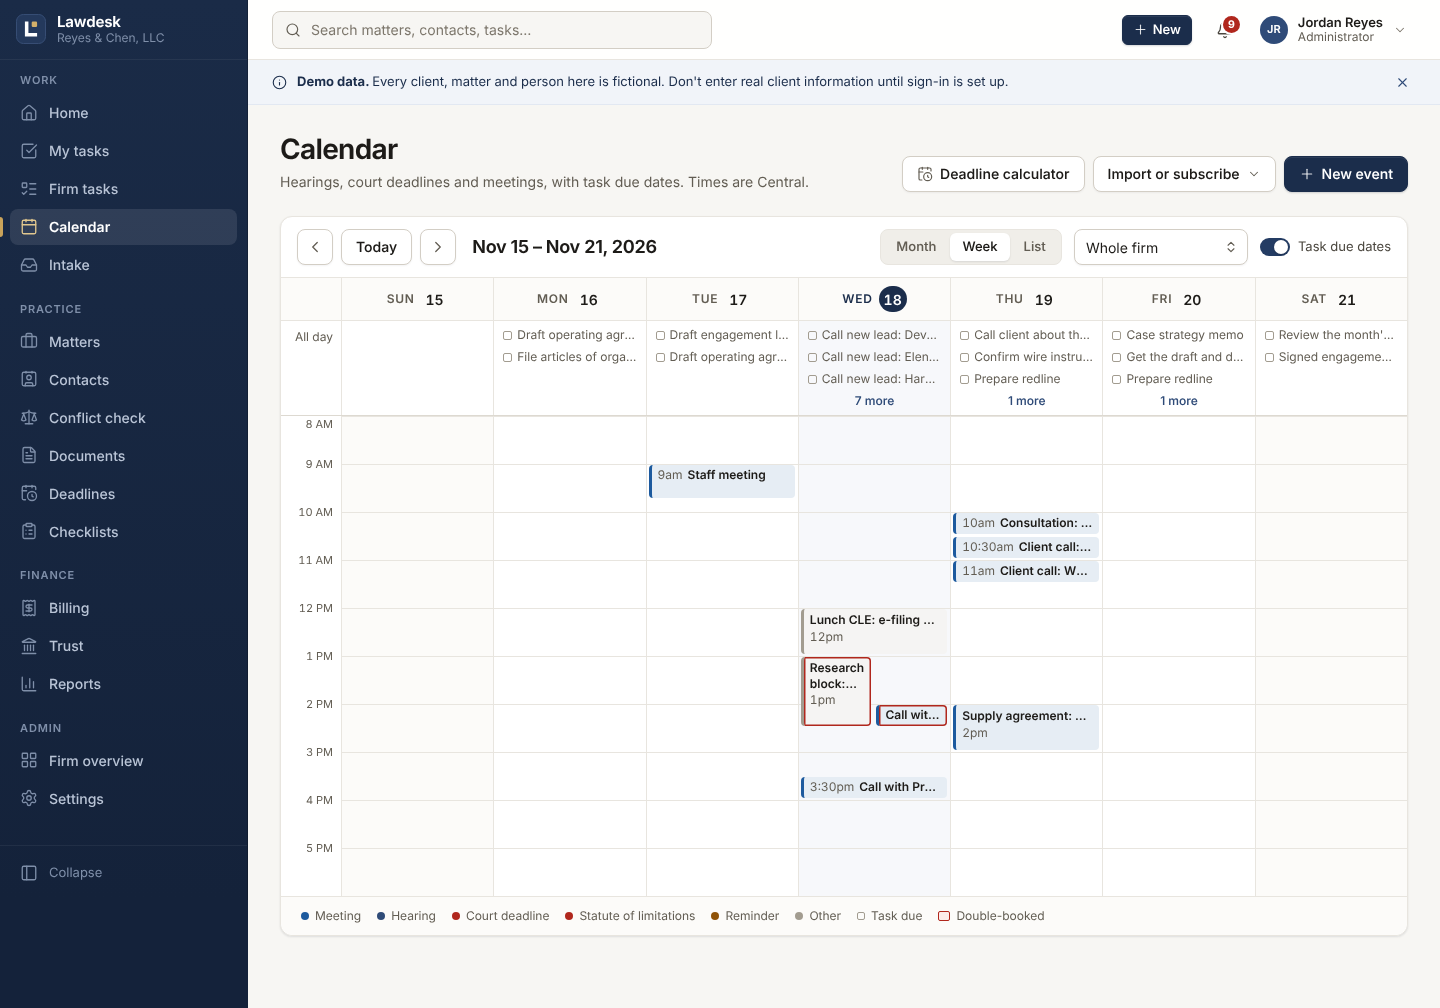 Lawdesk
Reyes & Chen, LLC
Search matters, contacts, tasks...
New
9
JR
Jordan Reyes
Administrator
WORK
Home
My tasks
Firm tasks
Calendar
Intake
PRACTICE
Matters
Contacts
Conflict check
Documents
Deadlines
Checklists
FINANCE
Billing
Trust
Reports
ADMIN
Firm overview
Settings
Collapse
Demo data. Every client, matter and person here is fictional. Don't enter real client information until sign-in is set up.
Calendar
Hearings, court deadlines and meetings, with task due dates. Times are Central.
Deadline calculator
Import or subscribe
New event
Today
Nov 15 – Nov 21, 2026
Month Week List
Whole firm
Task due dates
SUN 15 MON 16 TUE 17 WED 18 THU 19 FRI 20 SAT 21
All day
Draft operating agr...
File articles of orga...
Draft engagement l...
Draft operating agr...
Call new lead: Dev...
Call new lead: Elen...
Call new lead: Har...
7 more
Call client about th...
Confirm wire instru...
Prepare redline
1 more
Case strategy memo
Get the draft and d...
Prepare redline
1 more
Review the month'...
Signed engageme...
8 AM
9 AM
10 AM
11 AM
12 PM
1 PM
2 PM
3 PM
4 PM
5 PM
9am Staff meeting
Lunch CLE: e-filing ...
12pm
Research
block:...
1pm
Call wit...
3:30pm Call with Pr...
10am Consultation: ...
10:30am Client call:...
11am Client call: W...
Supply agreement: ...
2pm
Meeting Hearing Court deadline Statute of limitations Reminder Other Task due Double-booked